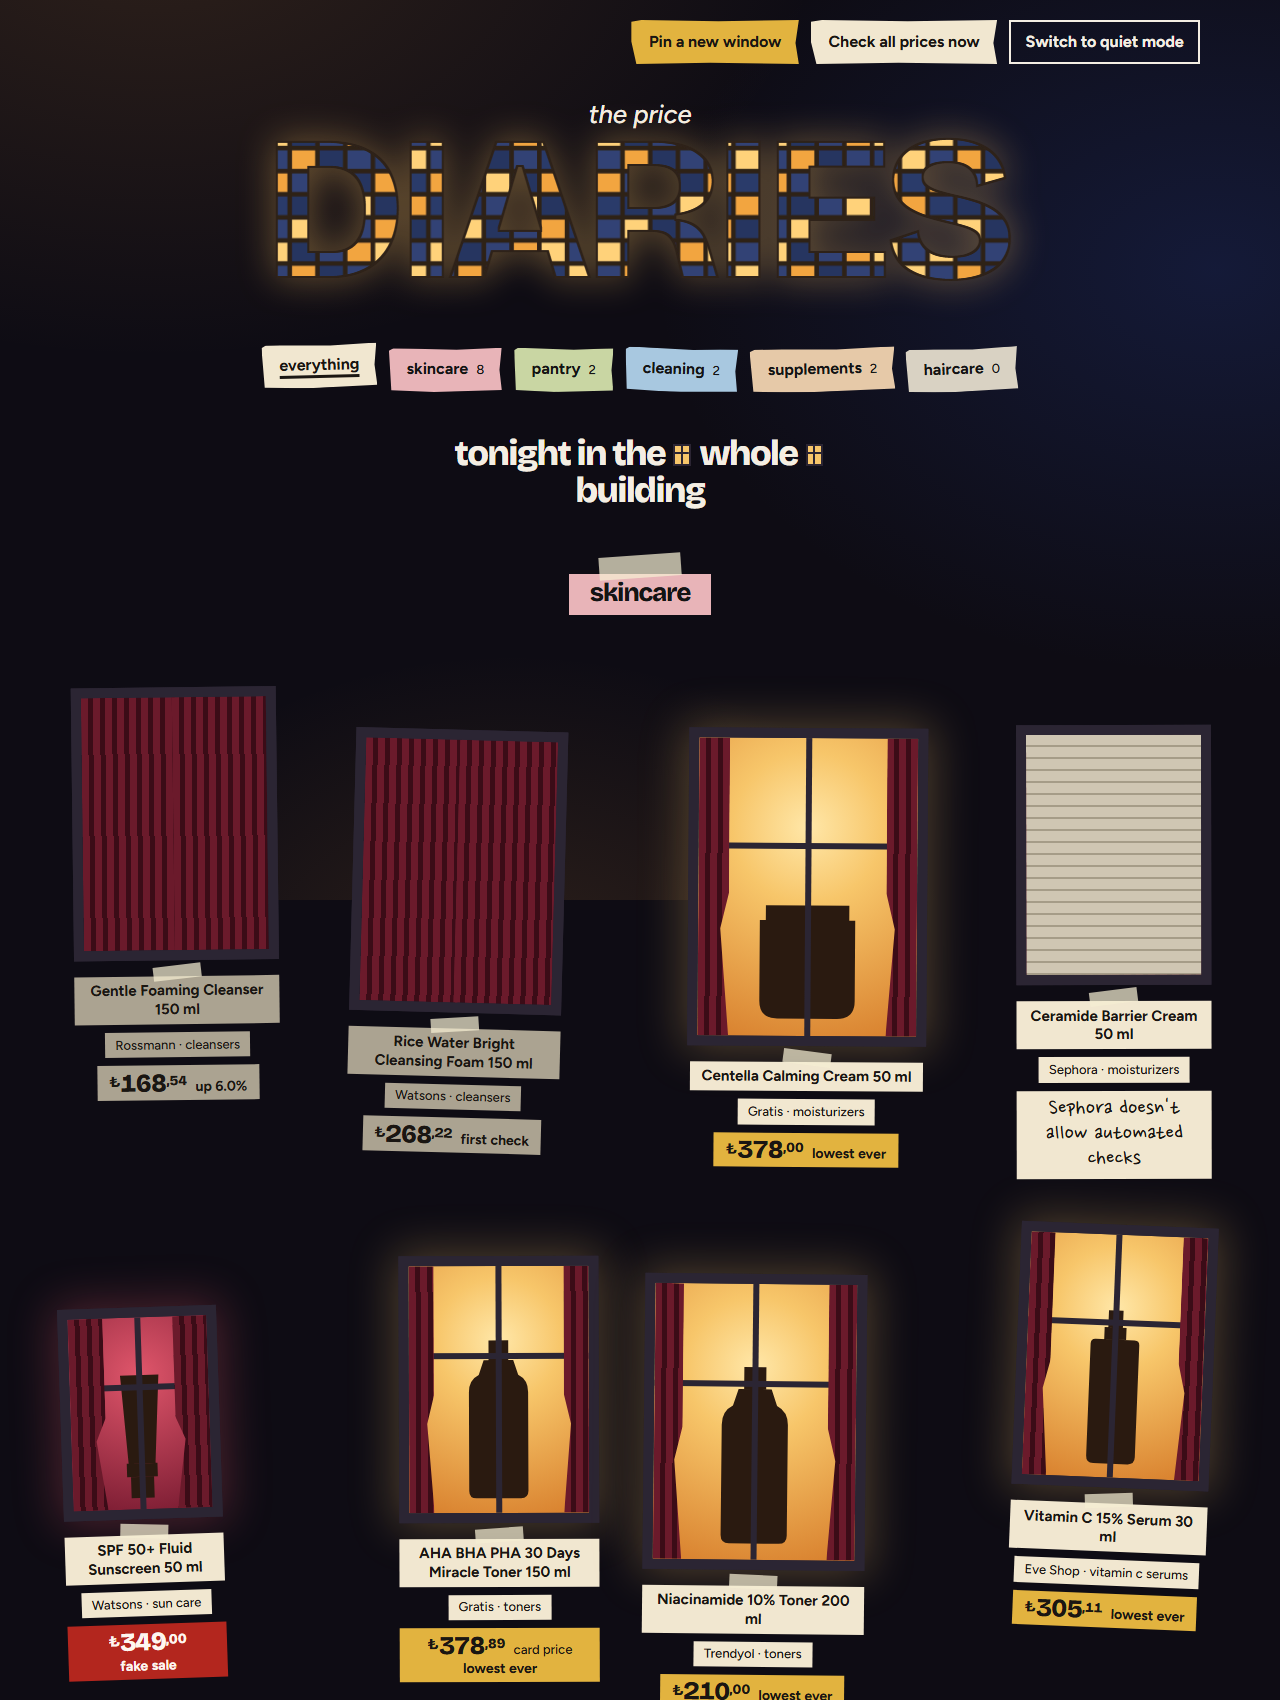 Pin a new window
Check all prices now
Switch to quiet mode
the price
DIARIES
everything
skincare 8
pantry 2
cleaning 2
supplements 2
haircare 0
tonight in the whole
building
skincare
Gentle Foaming Cleanser
150 ml
Rossmann · cleansers
₺168,54 up 6.0%
Rice Water Bright
Cleansing Foam 150 ml
Watsons · cleansers
₺268,22 first check
Centella Calming Cream 50 ml
Gratis · moisturizers
₺378,00 lowest ever
Ceramide Barrier Cream
50 ml
Sephora · moisturizers
Sephora doesn't
allow automated
checks
SPF 50+ Fluid
Sunscreen 50 ml
Watsons · sun care
₺349,00
fake sale
AHA BHA PHA 30 Days
Miracle Toner 150 ml
Gratis · toners
₺378,89 card price
lowest ever
Niacinamide 10% Toner 200
ml
Trendyol · toners
₺210,00 lowest ever
Vitamin C 15% Serum 30
ml
Eve Shop · vitamin c serums
₺305,11 lowest ever